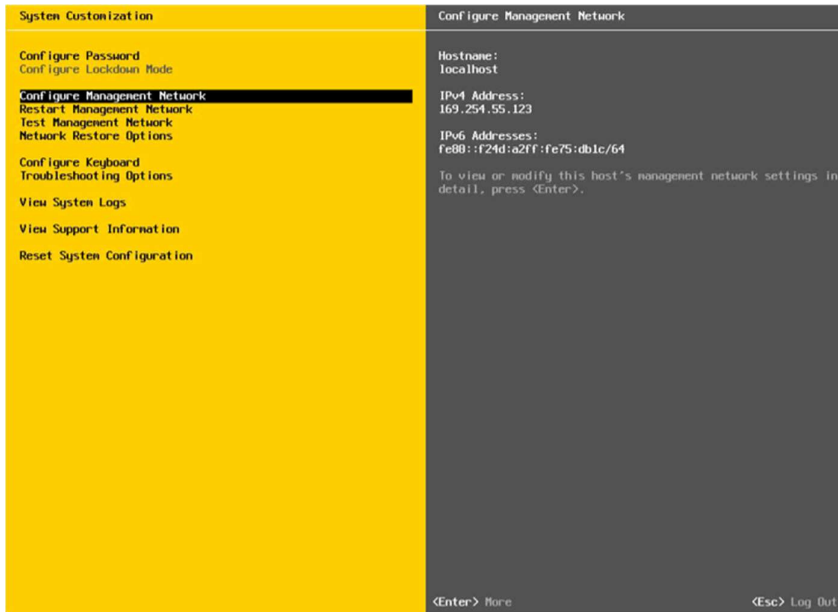 System Customization
Configure Password
Configure Lockdown Mode
Configure Management Network
Restart Management Network
Test Management Network
Network Restore Options
Configure Keyboard
Troubleshooting Options
View System Logs
View Support Information
Reset System Configuration
Configure Management Network
Hostname:
localhost
IPv4 Address:
169.254.55.123
IPv6 Addresses:
fe80::f24d:a2ff:fe75:db1c/64
To view or modify this host's management network settings in
detail, press <Enter>.
<Enter> More
<Esc> Log Out